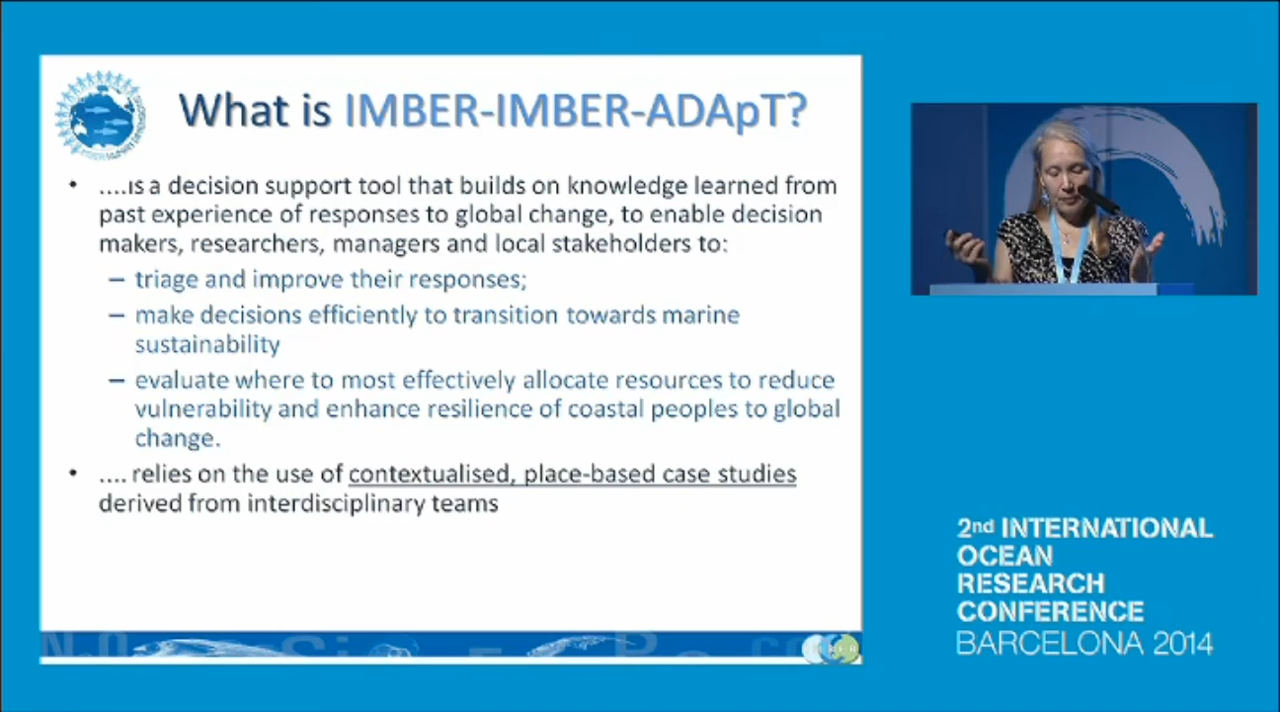 What is IMBER-IMBER-ADApT?
• ....is a decision support tool that builds on knowledge learned from
past experience of responses to global change, to enable decision
makers, researchers, managers and local stakeholders to:
– triage and improve their responses;
– make decisions efficiently to transition towards marine
sustainability
– evaluate where to most effectively allocate resources to reduce
vulnerability and enhance resilience of coastal peoples to global
change.
• .... relies on the use of contextualised, place-based case studies
derived from interdisciplinary teams
2nd INTERNATIONAL
OCEAN
RESEARCH
CONFERENCE
BARCELONA 2014